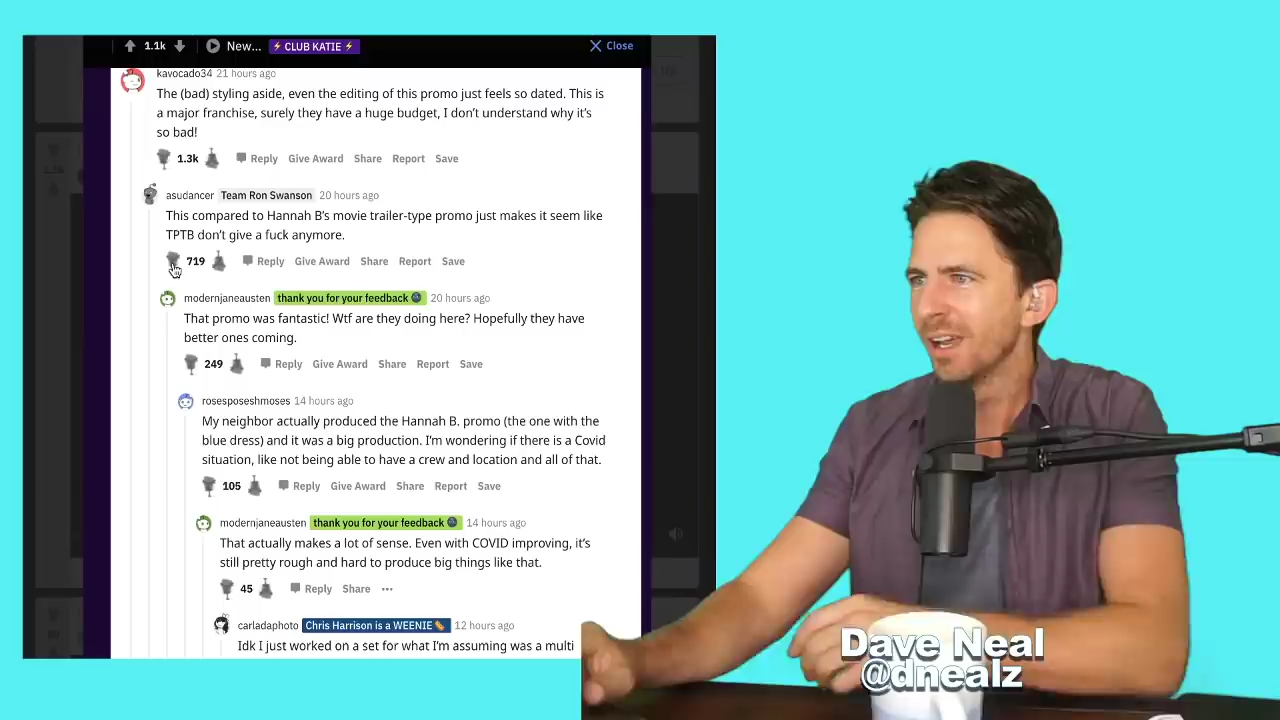 1.1k New... ⚡CLUB KATIE⚡ Close
kavocado34 21 hours ago
The (bad) styling aside, even the editing of this promo just feels so dated. This is
a major franchise, surely they have a huge budget, I don't understand why it's
so bad!
1.3k Reply Give Award Share Report Save
asudancer Team Ron Swanson 20 hours ago
This compared to Hannah B's movie trailer-type promo just makes it seem like
TPTB don't give a fuck anymore.
719 Reply Give Award Share Report Save
modernjaneausten thank you for your feedback 20 hours ago
That promo was fantastic! Wtf are they doing here? Hopefully they have
better ones coming.
249 Reply Give Award Share Report Save
rosesposeshmoses 14 hours ago
My neighbor actually produced the Hannah B. promo (the one with the
blue dress) and it was a big production. I'm wondering if there is a Covid
situation, like not being able to have a crew and location and all of that.
105 Reply Give Award Share Report Save
modernjaneausten thank you for your feedback 14 hours ago
That actually makes a lot of sense. Even with COVID improving, it's
still pretty rough and hard to produce big things like that.
45 Reply Share ...
carladaphoto Chris Harrison is a WEENIE 12 hours ago
Idk I just worked on a set for what I'm assuming was a multi
Dave Neal
@dnealz